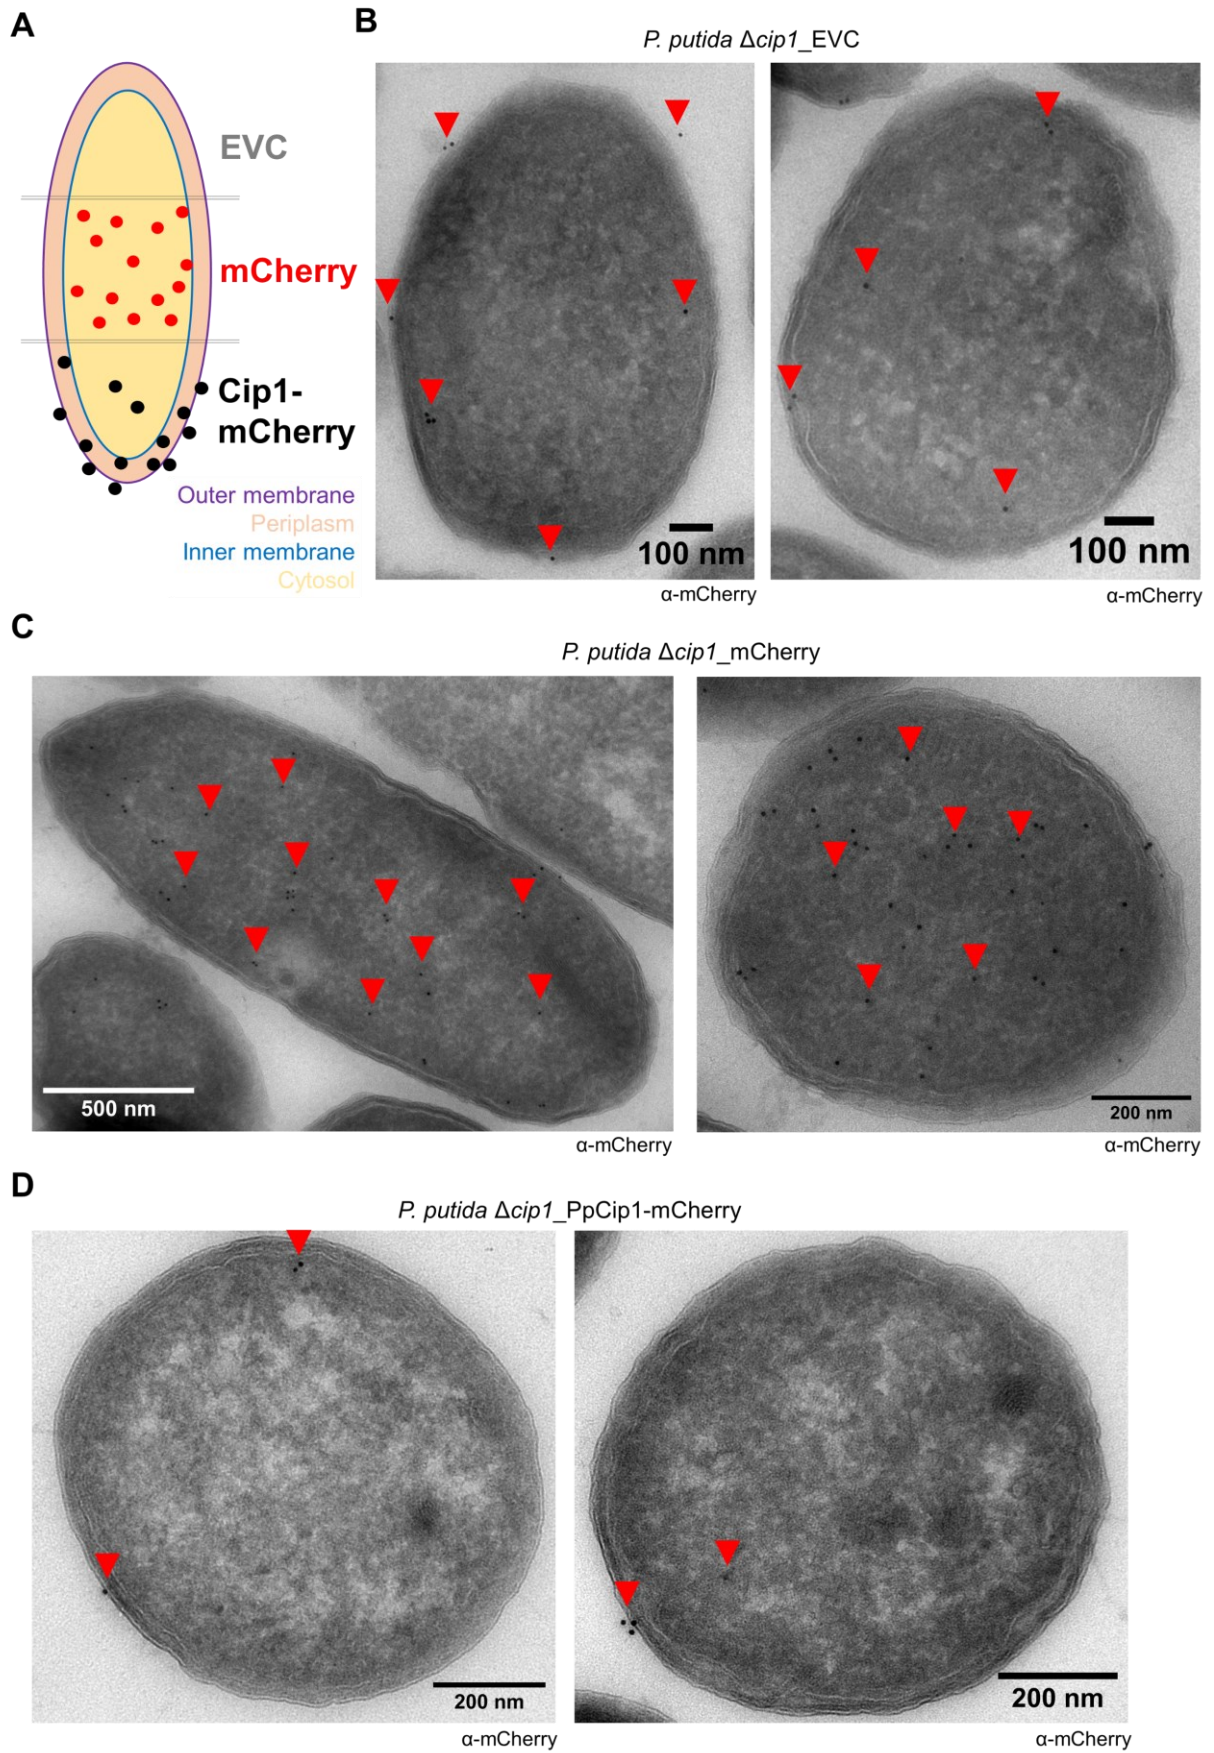 A
EVC
mCherry
Cip1-
mCherry
Outer membrane
Periplasm
Inner membrane
Cytosol
B
P. putida Δcip1_EVC
100 nm
α-mCherry
100 nm
α-mCherry
C
P. putida Δcip1_mCherry
500 nm
α-mCherry
200 nm
α-mCherry
D
P. putida Δcip1_PpCip1-mCherry
200 nm
α-mCherry
200 nm
α-mCherry